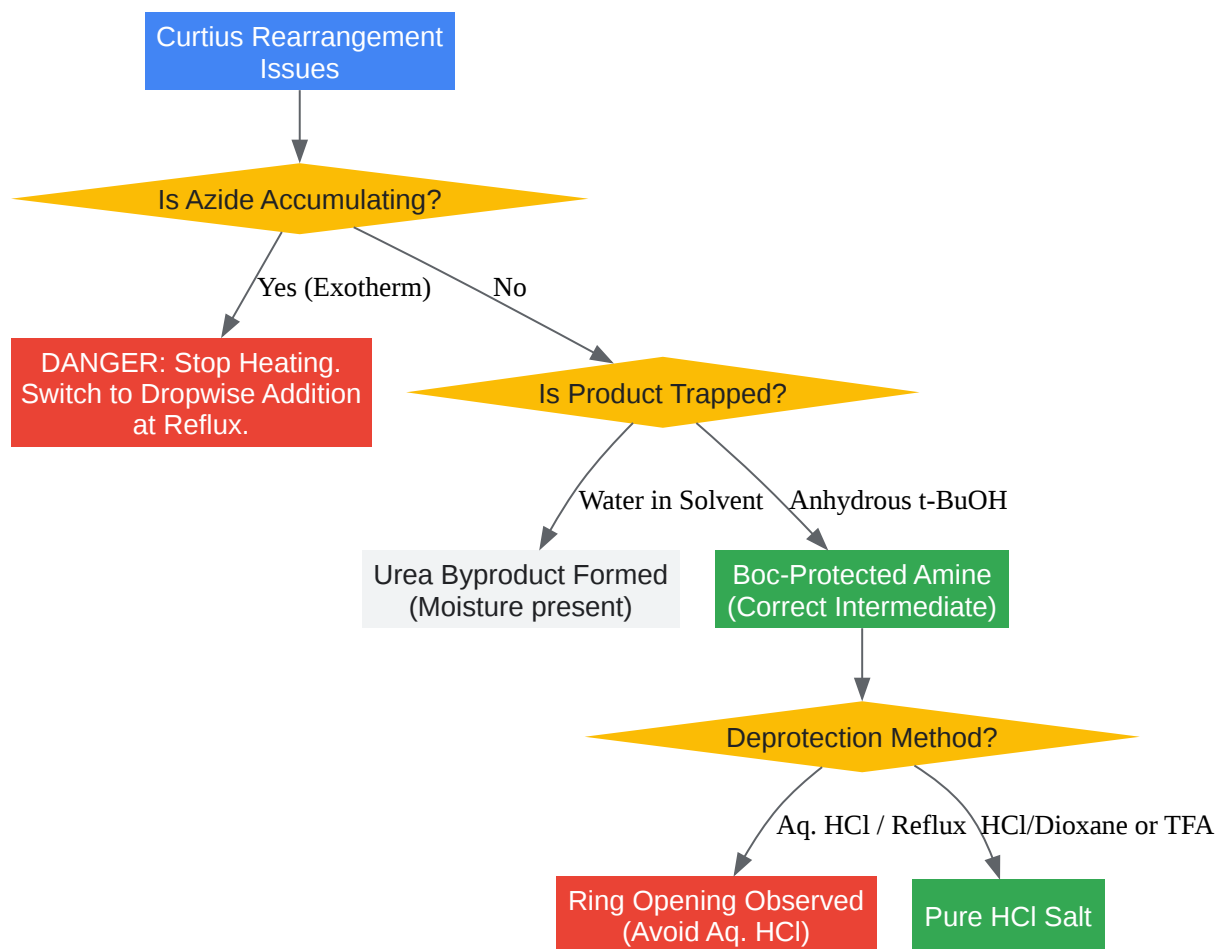 Curtius Rearrangement
Issues
Is Azide Accumulating?
Yes (Exotherm)
No
DANGER: Stop Heating.
Switch to Dropwise Addition
at Reflux.
Is Product Trapped?
Water in Solvent
Anhydrous t-BuOH
Urea Byproduct Formed
(Moisture present)
Boc-Protected Amine
(Correct Intermediate)
Deprotection Method?
Aq. HCl / Reflux
HCl/Dioxane or TFA
Ring Opening Observed
(Avoid Aq. HCl)
Pure HCl Salt